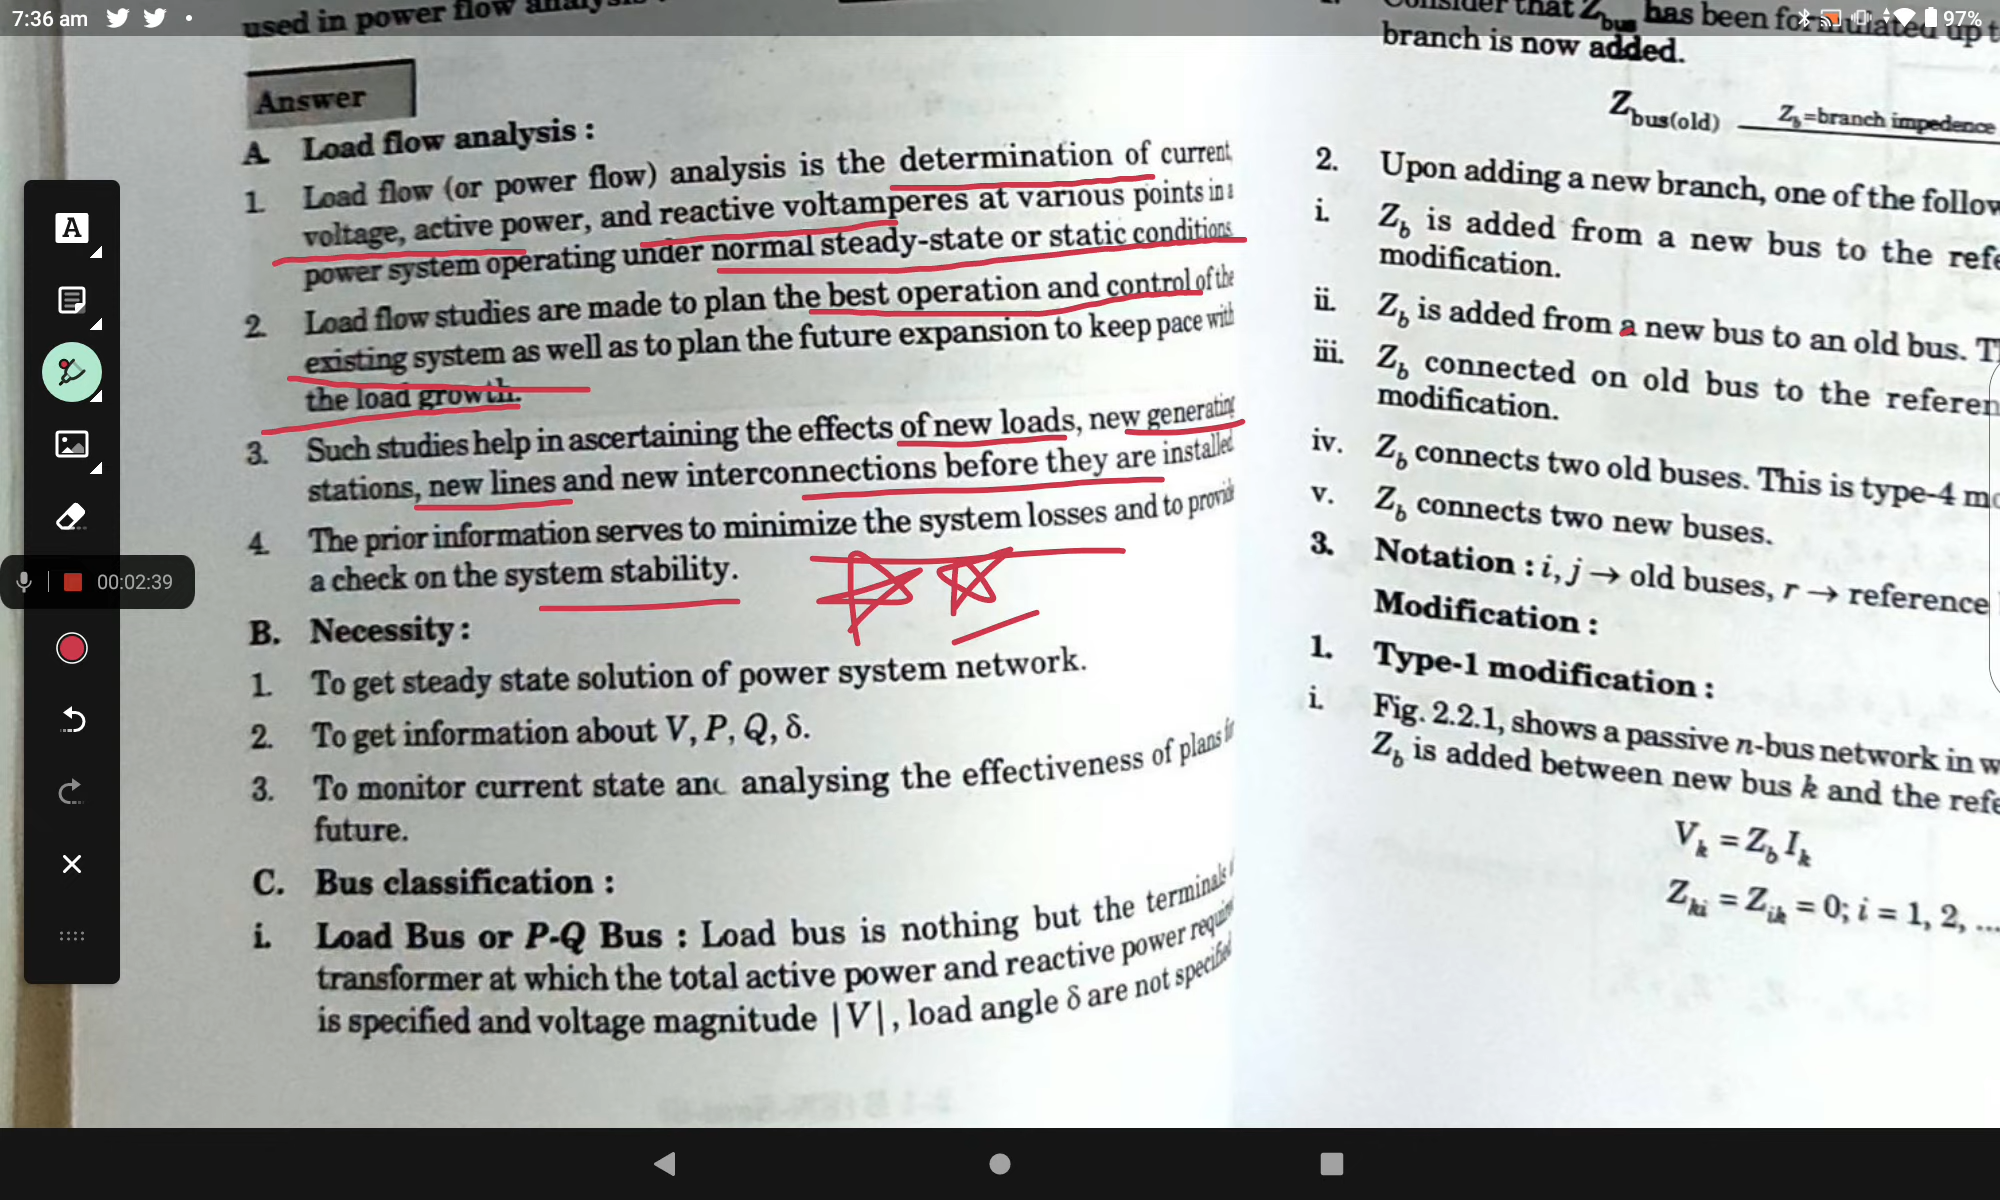 7:36 am
97%
used in power flow analysis
Answer
A. Load flow analysis :
1. Load flow (or power flow) analysis is the determination of current,
voltage, active power, and reactive voltamperes at various points in a
power system operating under normal steady-state or static conditions.
2. Load flow studies are made to plan the best operation and control of the
existing system as well as to plan the future expansion to keep pace with
the load growth.
3. Such studies help in ascertaining the effects of new loads, new generating
stations, new lines and new interconnections before they are installed
4. The prior information serves to minimize the system losses and to provide
a check on the system stability.
00:02:39
B. Necessity :
1. To get steady state solution of power system network.
2. To get information about V, P, Q, δ.
3. To monitor current state and analysing the effectiveness of plans
future.
C. Bus classification :
i. Load Bus or P-Q Bus : Load bus is nothing but the terminals
transformer at which the total active power and reactive power
is specified and voltage magnitude |V|, load angle δ are not specified
Consider that Zbus has been formulated up t
branch is now added.
Zbus(old) Zb=branch impedence
2. Upon adding a new branch, one of the follow
i. Zb is added from a new bus to the refe
modification.
ii. Zb is added from a new bus to an old bus. T
iii. Zb connected on old bus to the referen
modification.
iv. Zb connects two old buses. This is type-4 mo
v. Zb connects two new buses.
3. Notation : i, j → old buses, r → reference
Modification :
1. Type-1 modification :
i. Fig. 2.2.1, shows a passive n-bus network in w
Zb is added between new bus k and the refe
Vk = Zb Ik
Zki = Zik = 0; i = 1, 2, ...